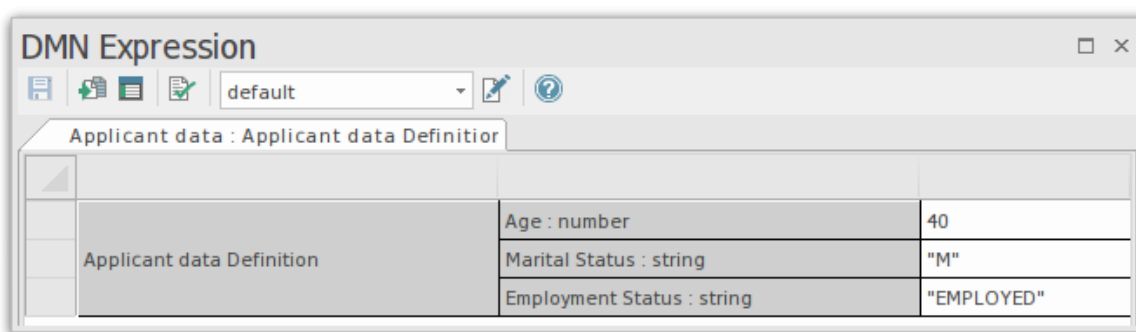 DMN Expression
default
Applicant data : Applicant data Definition
Age : number 40
Applicant data Definition Marital Status : string "M"
Employment Status : string "EMPLOYED"